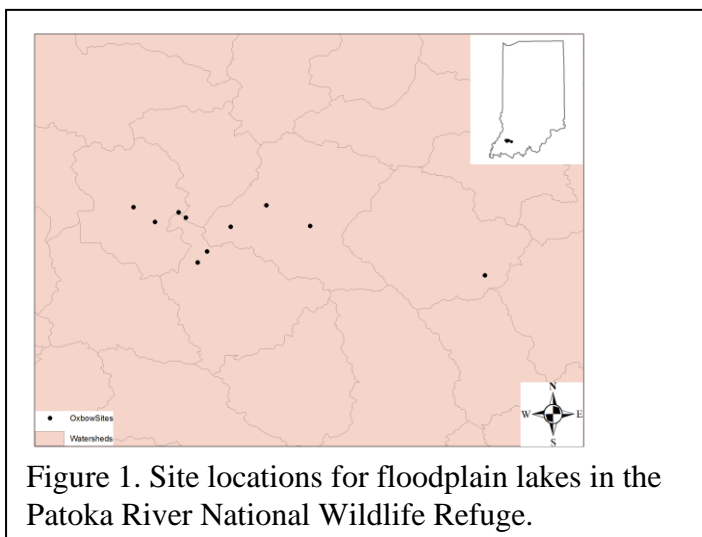 N
W E
S
OxbowSites
Watersheds
Figure 1. Site locations for floodplain lakes in the
Patoka River National Wildlife Refuge.